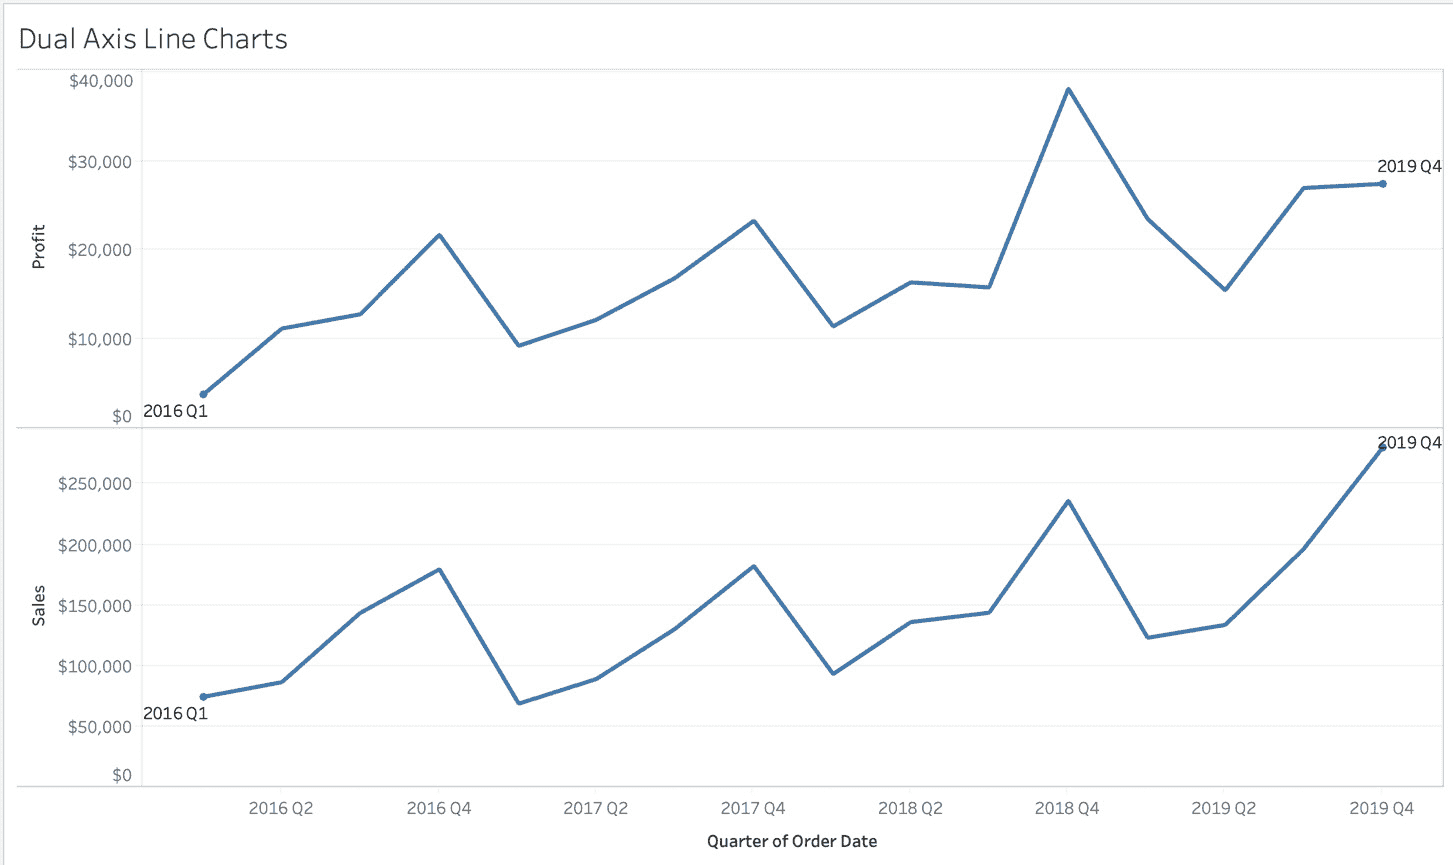 Dual Axis Line Charts
$40,000
2019 Q4
$30,000
Profit
$20,000
$10,000
2016 Q1
$0
2019 Q4
$250,000
$200,000
Sales
$150,000
$100,000
2016 Q1
$50,000
$0
2016 Q2 2016 Q4 2017 Q2 2017 Q4 2018 Q2 2018 Q4 2019 Q2 2019 Q4
Quarter of Order Date